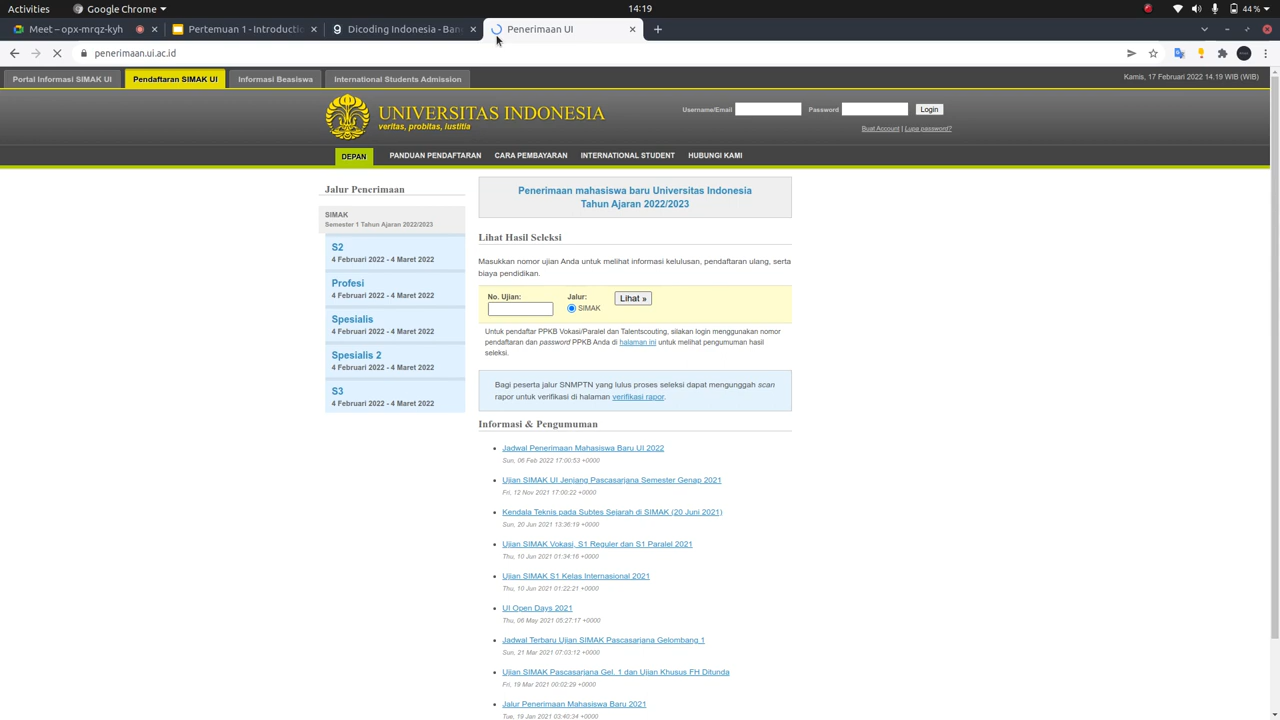 44 %
Meet – opx-mrqz-kyh
Pertemuan 1 - Introductio
Dicoding Indonesia - Ban
Penerimaan UI
penerimaan.ui.ac.id
Portal Informasi SIMAK UI
Pendaftaran SIMAK UI
Informasi Beasiswa
International Students Admission
Kamis, 17 Februari 2022 14.19 WIB (WIB)
UNIVERSITAS INDONESIA
veritas, probitas, iustitia
Username/Email
Password
Login
Buat Account | Lupa password?
DEPAN
PANDUAN PENDAFTARAN
CARA PEMBAYARAN
INTERNATIONAL STUDENT
HUBUNGI KAMI
Jalur Penerimaan
SIMAK
Semester 1 Tahun Ajaran 2022/2023
S2
4 Februari 2022 - 4 Maret 2022
Profesi
4 Februari 2022 - 4 Maret 2022
Spesialis
4 Februari 2022 - 4 Maret 2022
Spesialis 2
4 Februari 2022 - 4 Maret 2022
S3
4 Februari 2022 - 4 Maret 2022
Penerimaan mahasiswa baru Universitas Indonesia
Tahun Ajaran 2022/2023
Lihat Hasil Seleksi
Masukkan nomor ujian Anda untuk melihat informasi kelulusan, pendaftaran ulang, serta
biaya pendidikan.
No. Ujian:
Jalur:
SIMAK
Lihat »
Untuk pendaftar PPKB Vokasi/Paralel dan Talentscouting, silakan login menggunakan nomor
pendaftaran dan password PPKB Anda di halaman ini untuk melihat pengumuman hasil
seleksi.
Bagi peserta jalur SNMPTN yang lulus proses seleksi dapat mengunggah scan
rapor untuk verifikasi di halaman verifikasi rapor.
Informasi & Pengumuman
Jadwal Penerimaan Mahasiswa Baru UI 2022
Sun, 06 Feb 2022 17:00:53 +0000
Ujian SIMAK UI Jenjang Pascasarjana Semester Genap 2021
Fri, 12 Nov 2021 17:00:22 +0000
Kendala Teknis pada Subtes Sejarah di SIMAK (20 Juni 2021)
Sun, 20 Jun 2021 13:36:19 +0000
Ujian SIMAK Vokasi, S1 Reguler dan S1 Paralel 2021
Thu, 10 Jun 2021 01:34:16 +0000
Ujian SIMAK S1 Kelas Internasional 2021
Thu, 10 Jun 2021 01:22:21 +0000
UI Open Days 2021
Thu, 06 May 2021 05:27:17 +0000
Jadwal Terbaru Ujian SIMAK Pascasarjana Gelombang 1
Sun, 21 Mar 2021 07:03:12 +0000
Ujian SIMAK Pascasarjana Gel. 1 dan Ujian Khusus FH Ditunda
Fri, 19 Mar 2021 00:02:29 +0000
Jalur Penerimaan Mahasiswa Baru 2021
Tue, 19 Jan 2021 03:40:34 +0000